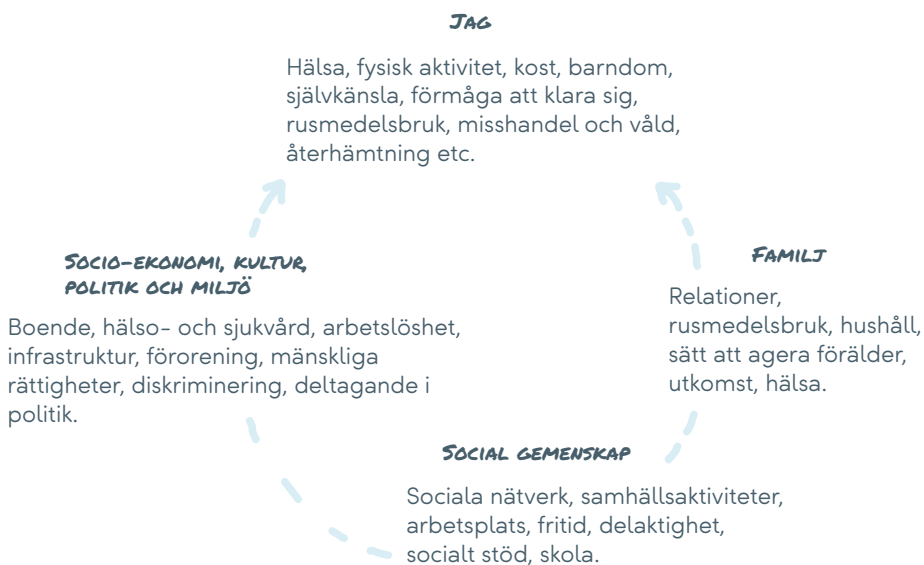 JAG
Hälsa, fysisk aktivitet, kost, barndom,
självkänsla, förmåga att klara sig,
rusmedelsbruk, misshandel och våld,
återhämtning etc.
SOCIO-EKONOMI, KULTUR,
POLITIK OCH MILJÖ
Boende, hälso- och sjukvård, arbetslöshet,
infrastruktur, förorening, mänskliga
rättigheter, diskriminering, deltagande i
politik.
FAMILJ
Relationer,
rusmedelsbruk, hushåll,
sätt att agera förälder,
utkomst, hälsa.
SOCIAL GEMENSKAP
Sociala nätverk, samhällsaktiviteter,
arbetsplats, fritid, delaktighet,
socialt stöd, skola.